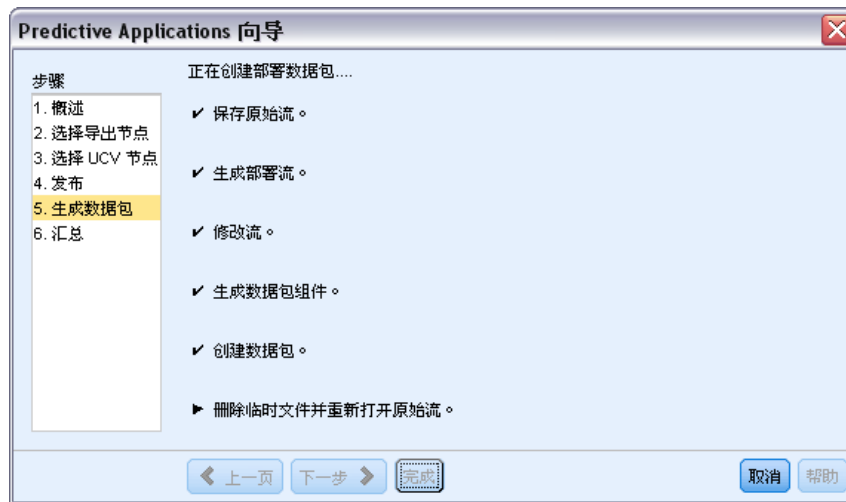 Predictive Applications 向导
步骤
1. 概述
2. 选择导出节点
3. 选择 UCV 节点
4. 发布
5. 生成数据包
6. 汇总
正在创建部署数据包....
保存原始流。
生成部署流。
修改流。
生成数据包组件。
创建数据包。
删除临时文件并重新打开原始流。
上一页
下一步
完成
取消
帮助